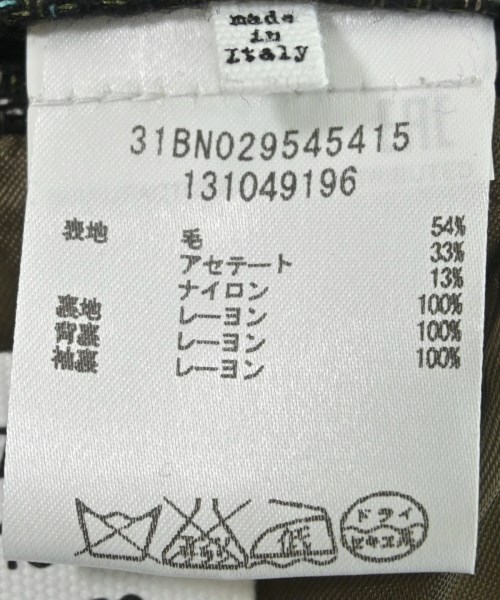 made
in
Italy
31BN029545415
131049196
表地 毛 54%
アセテート 33%
ナイロン 13%
裏地 レーヨン 100%
背裏 レーヨン 100%
袖裏 レーヨン 100%
低 ドライ
セキユ系